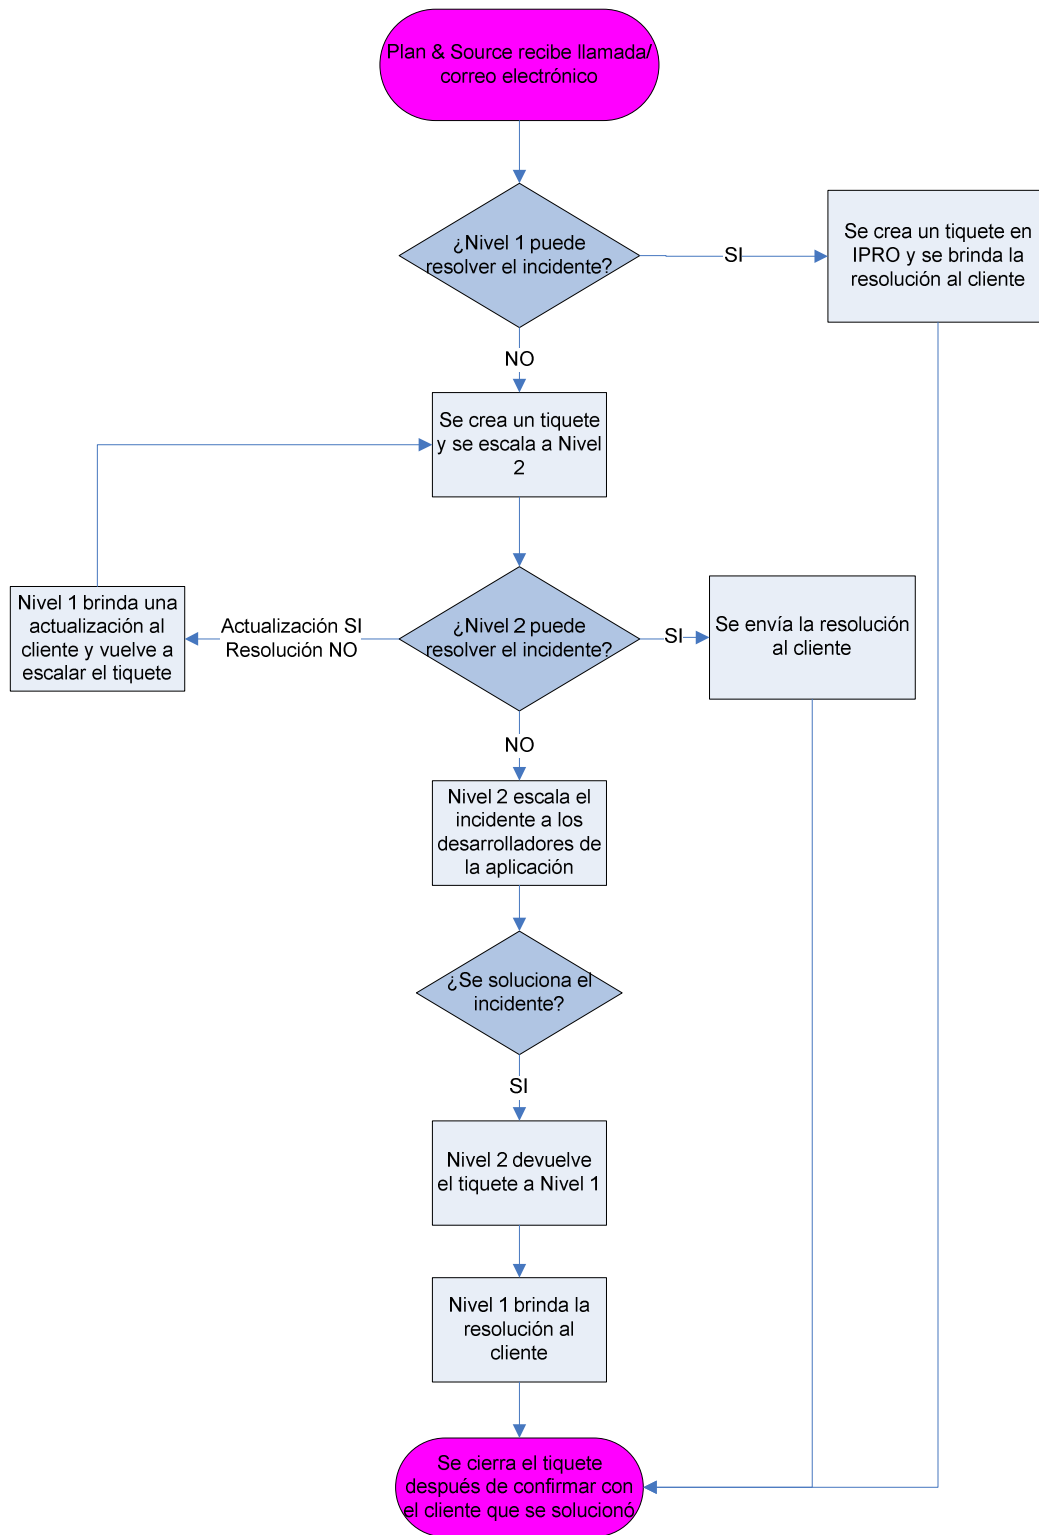 Plan & Source recibe llamada/
correo electrónico
¿Nivel 1 puede
resolver el incidente?
SI
Se crea un tiquete en
IPRO y se brinda la
resolución al cliente
NO
Se crea un tiquete
y se escala a Nivel
2
Nivel 1 brinda una
actualización al
cliente y vuelve a
escalar el tiquete
Actualización SI
Resolución NO
¿Nivel 2 puede
resolver el incidente?
SI
Se envía la resolución
al cliente
NO
Nivel 2 escala el
incidente a los
desarrolladores de
la aplicación
¿Se soluciona el
incidente?
SI
Nivel 2 devuelve
el tiquete a Nivel 1
Nivel 1 brinda la
resolución al
cliente
Se cierra el tiquete
después de confirmar con
el cliente que se solucionó